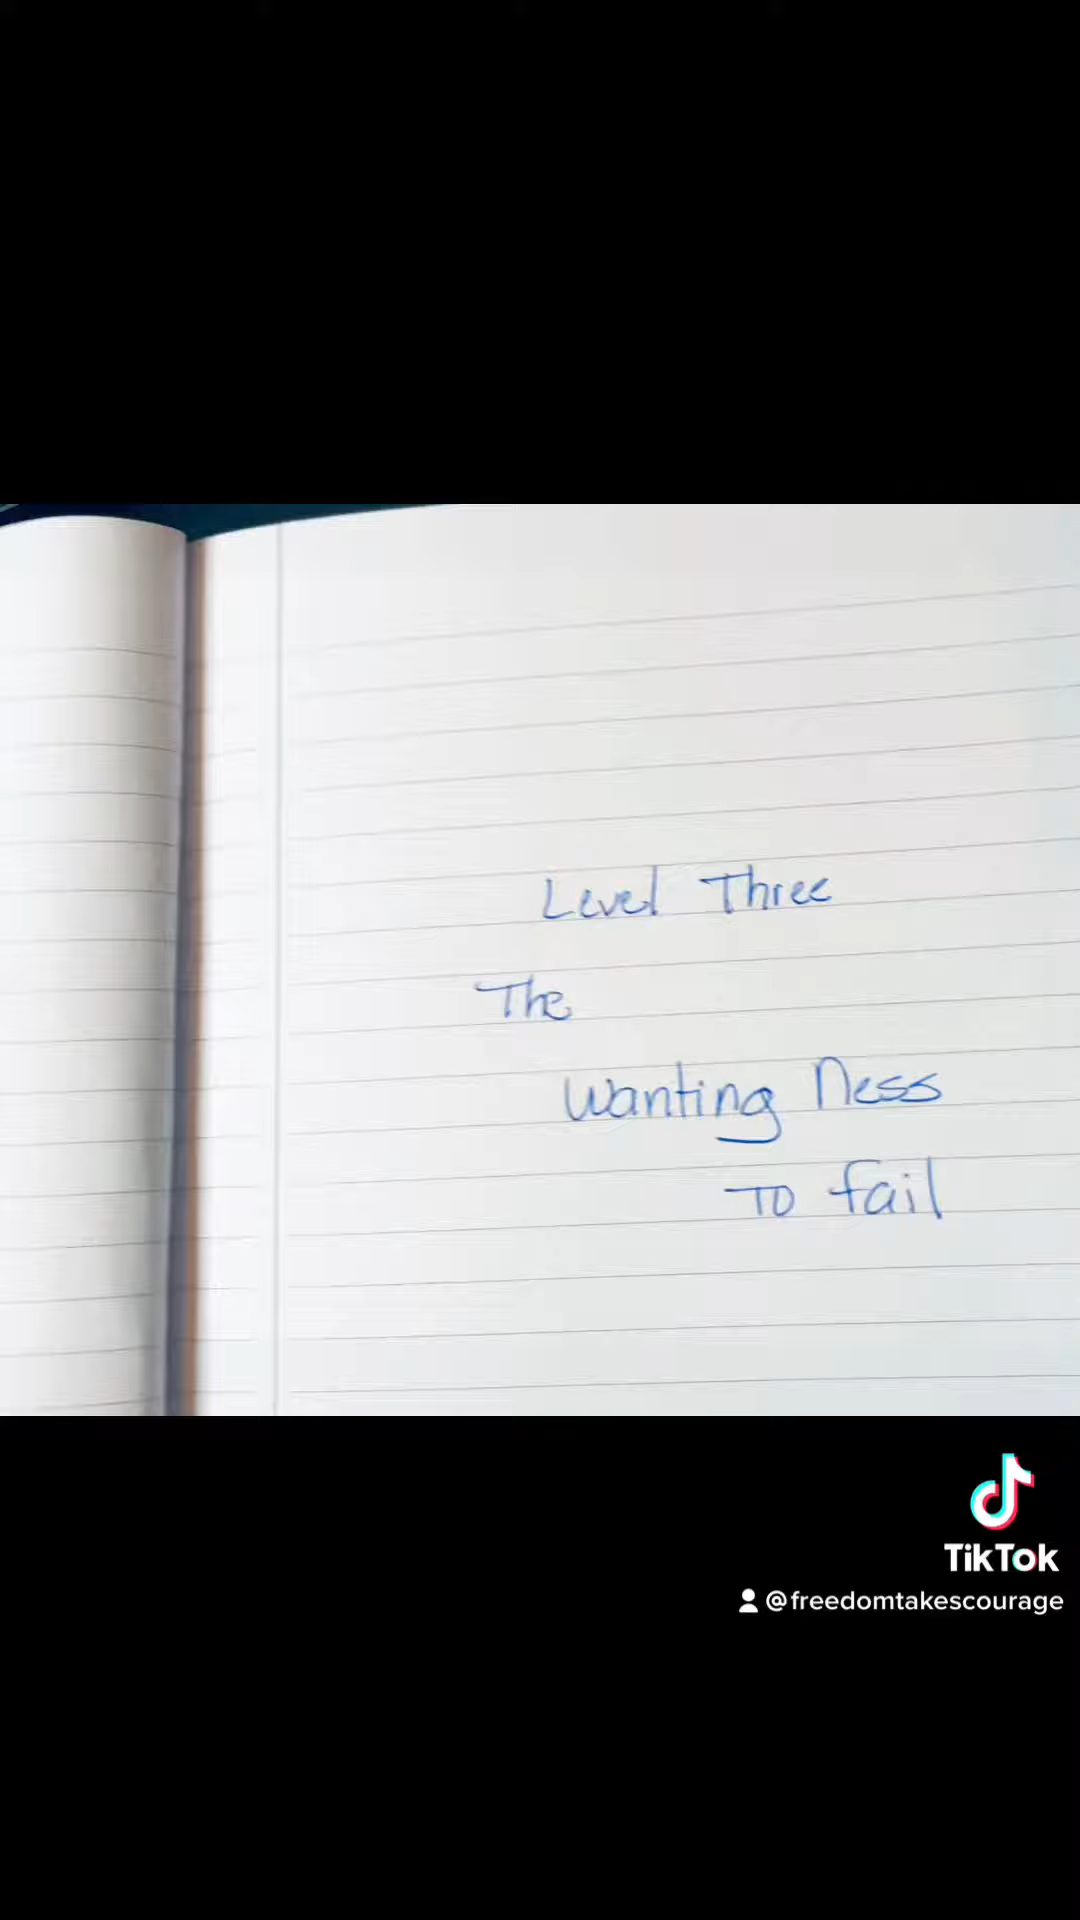 Level Three
The
Wanting Ness
To fail
TikTok
@freedomtakescourage